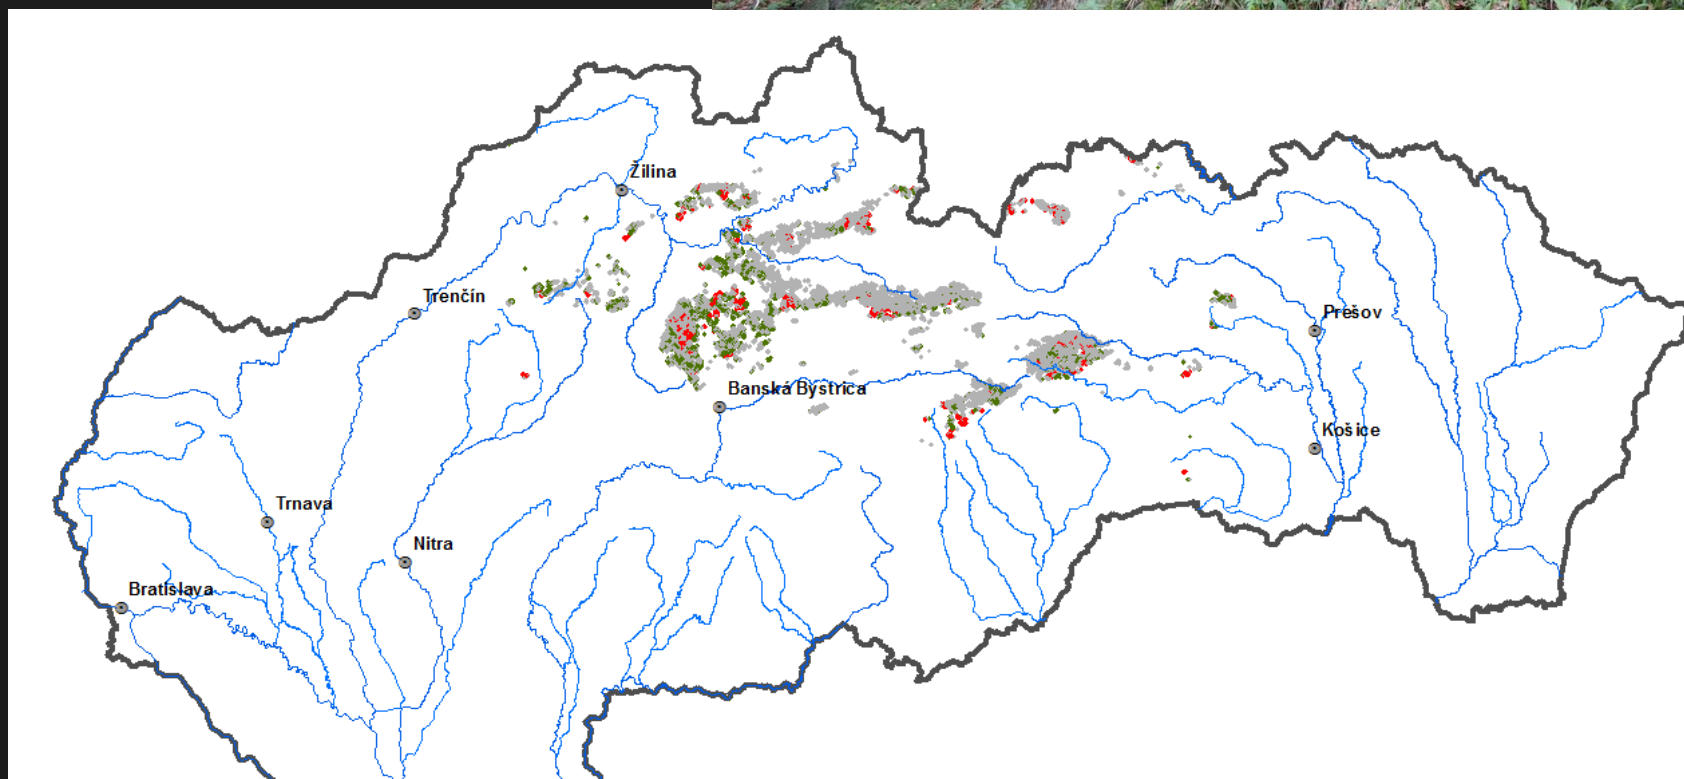 Žilina
Trenčín
Prešov
Banská Bystrica
Košice
Trnava
Nitra
Bratislava